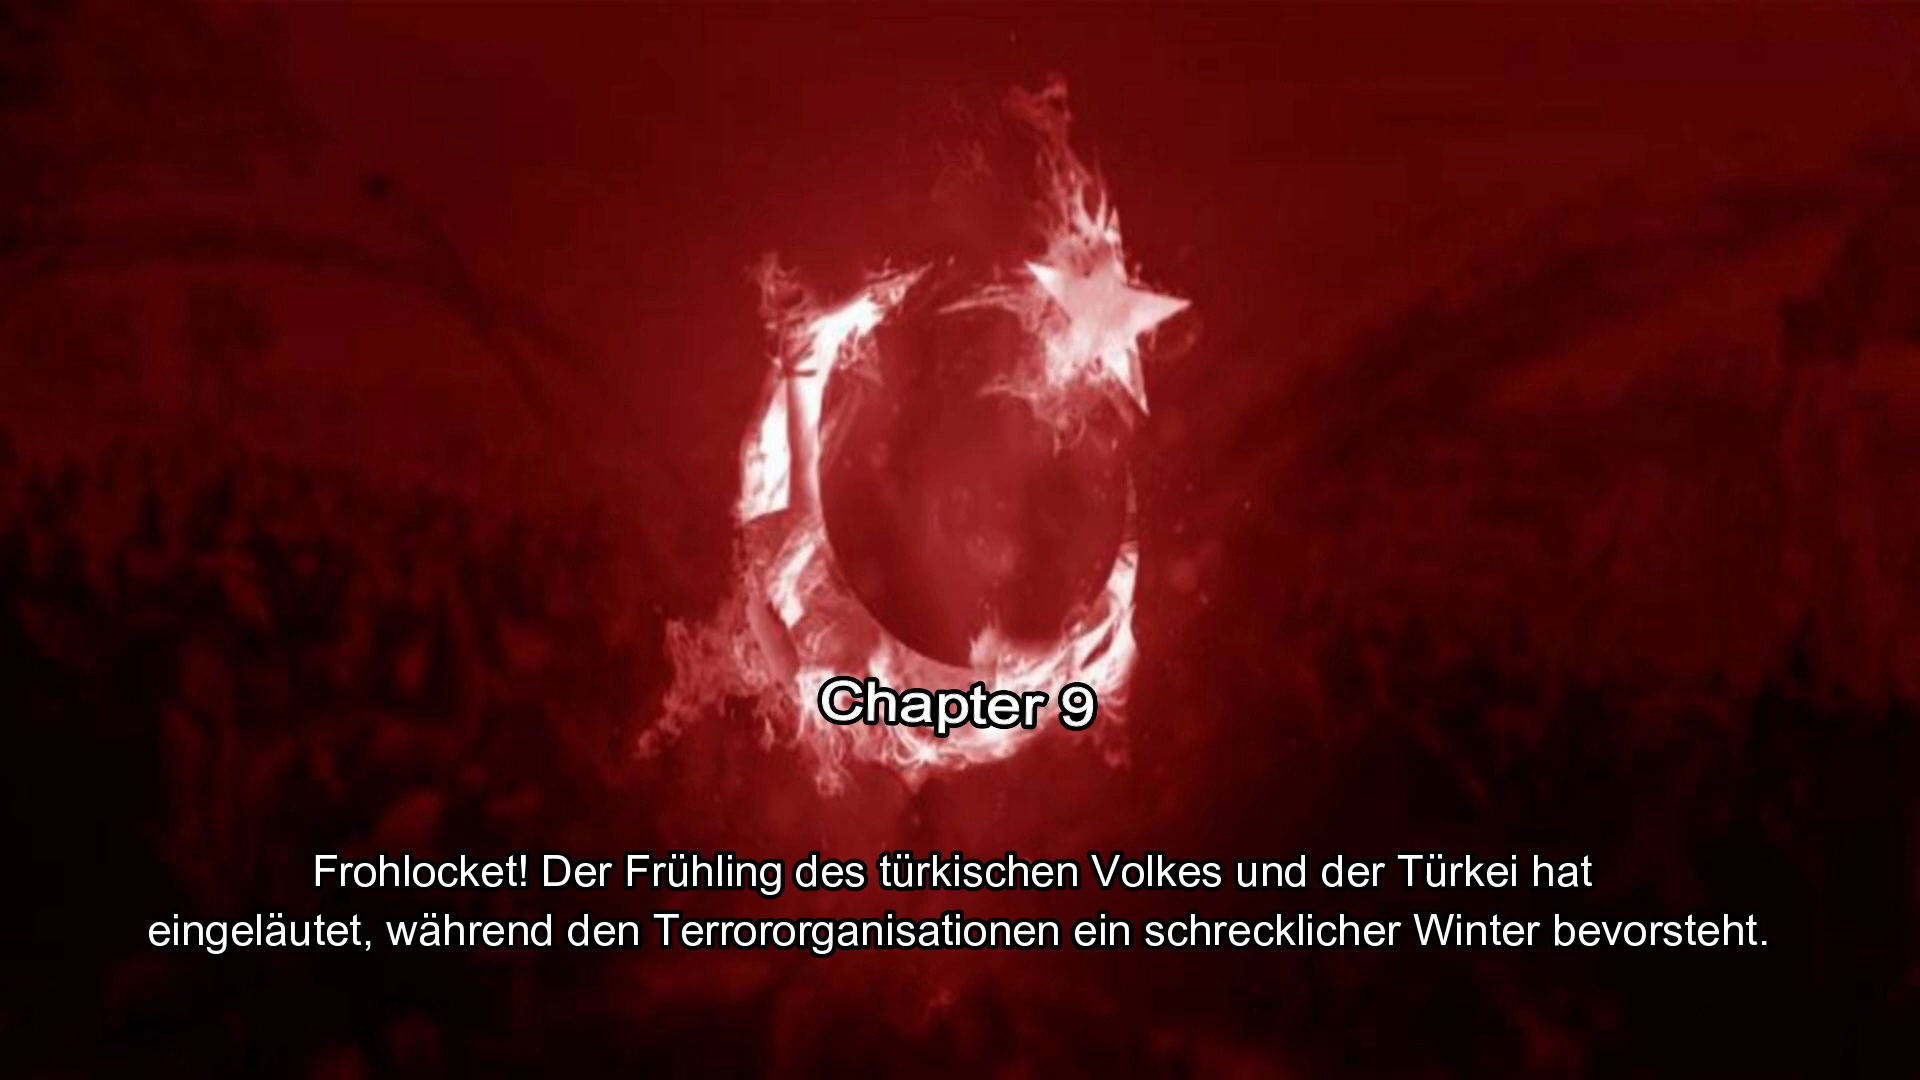 Chapter 9
Frohlocket! Der Frühling des türkischen Volkes und der Türkei hat
eingeläutet, während den Terrororganisationen ein schrecklicher Winter bevorsteht.